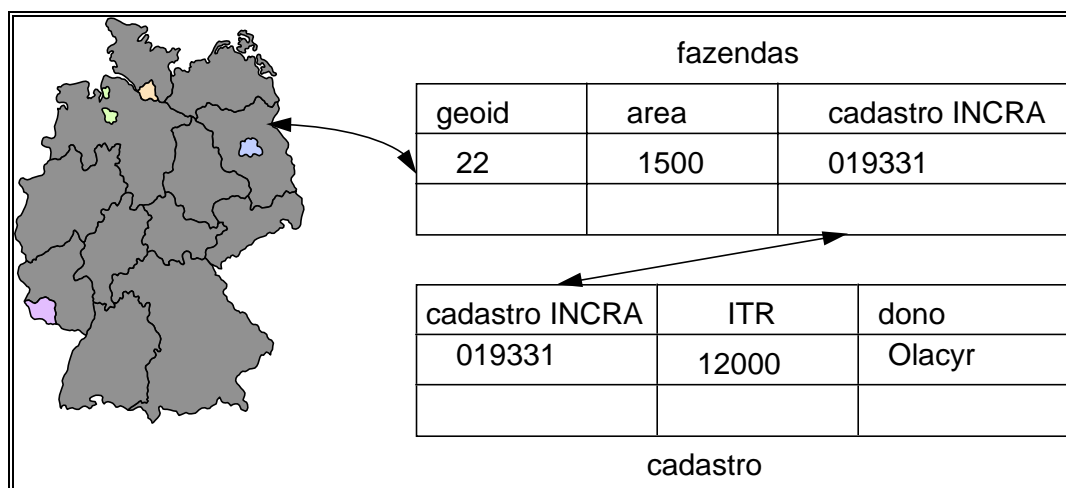 fazendas
geoid area cadastro INCRA
22 1500 019331
cadastro INCRA ITR dono
019331 12000 Olacyr
cadastro